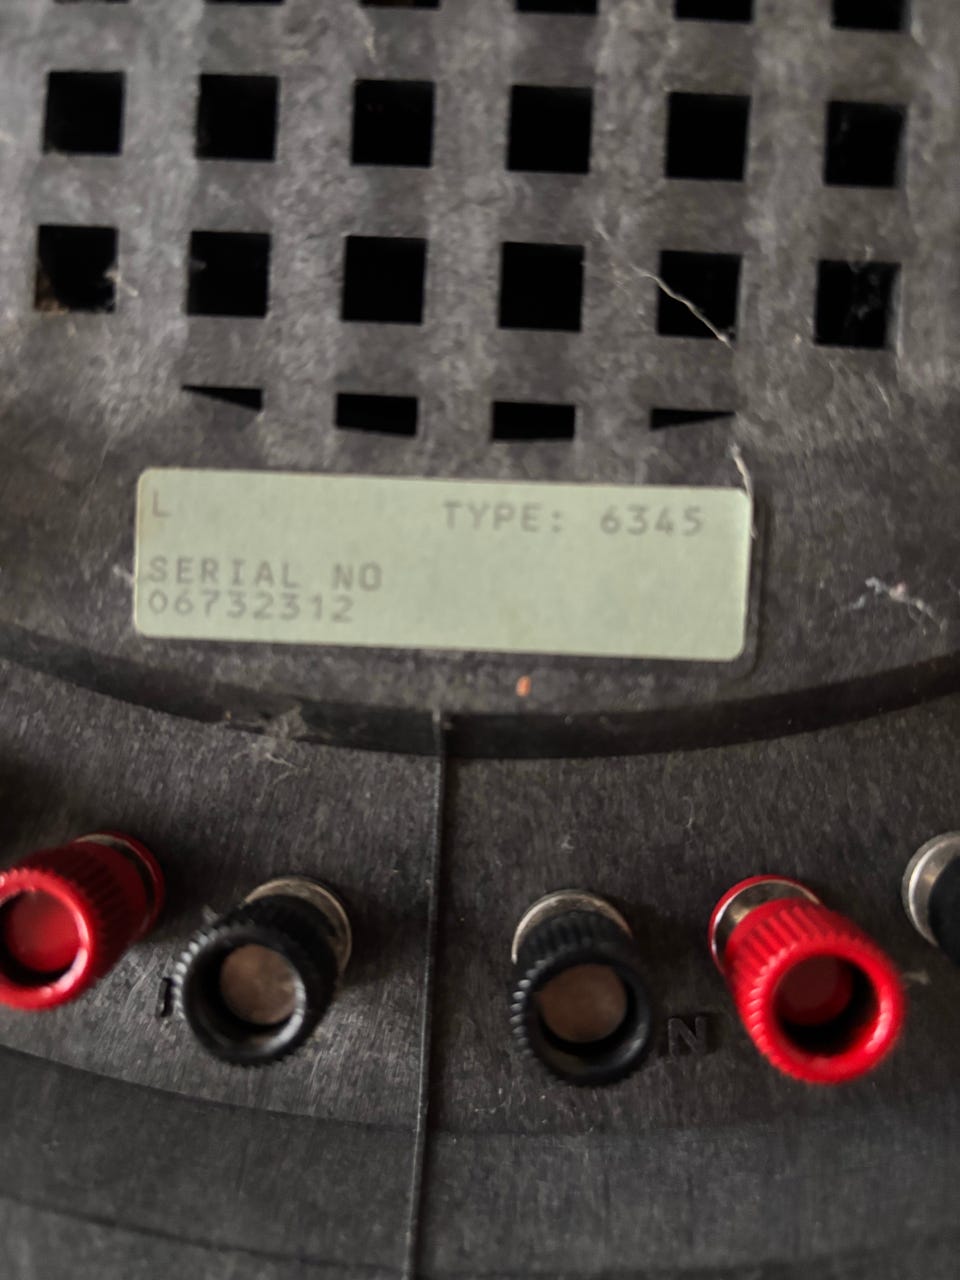 L TYPE: 6345
SERIAL NO
06732312
N